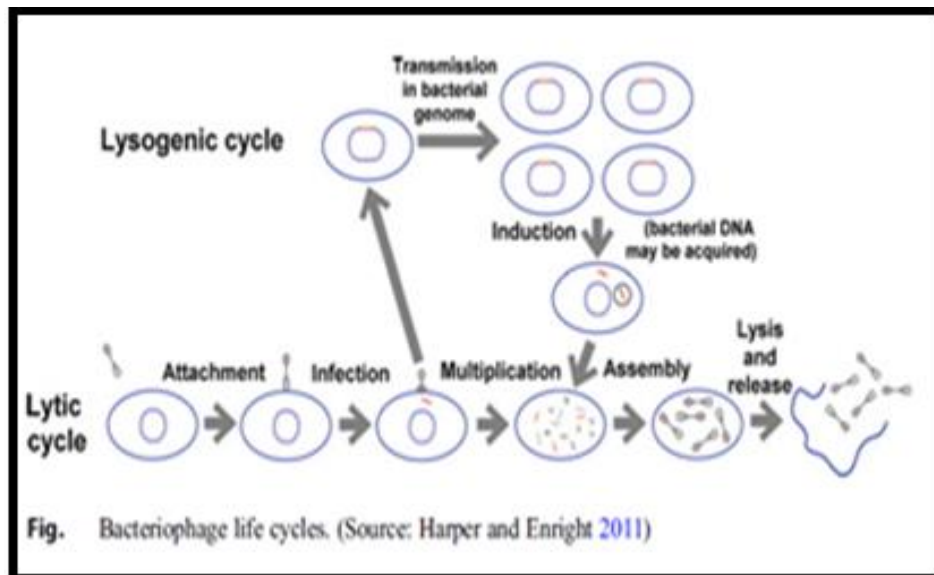 Transmission
in bacterial
genome
Lysogenic cycle
Induction
(bacterial DNA
may be acquired)
Lysis
and
release
Attachment
Infection
Multiplication
Assembly
Lytic
cycle
Fig. Bacteriophage life cycles. (Source: Harper and Enright 2011)